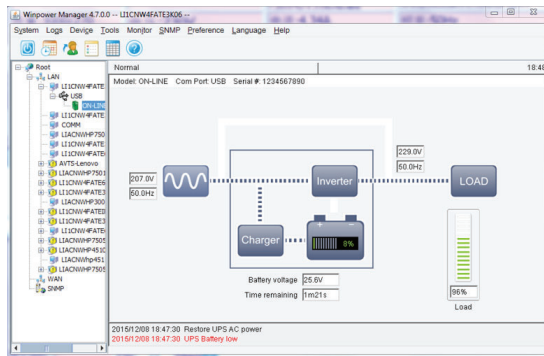 Winpower Manager 4.7.0.0 -- LI1CNW4FATE3K06 --
System Logs Device Tools Monitor SNMP Preference Language Help
Root
LAN
LI1CNW4FATE
USB
ON-LINE
LI1CNW4FATE
COMM
LIACNWHP750
LI1CNW4FATE
LI1CNW4FATE
AVTS-Lenovo
LIACNWHP7501
LI1CNW4FATE6
LI1CNW4FATE3
LIACNWHP300
LI1CNW4FATE
LI1CNW4FATE3
LI1CNW4FATE
LIACNWHP7505
LIACNWHP451
LIACNWhp451
LIACNWHP7505
WAN
SNMP
Normal 18:48
Model: ON-LINE Com Port: USB Serial #: 1234567890
207.0V
50.0Hz
Inverter
229.0V
50.0Hz
LOAD
Charger
8%
Battery voltage 25.6V
Time remaining 1m21s
96%
Load
2015/12/08 18:47:30 Restore UPS AC power
2015/12/08 18:47:30 UPS Battery low